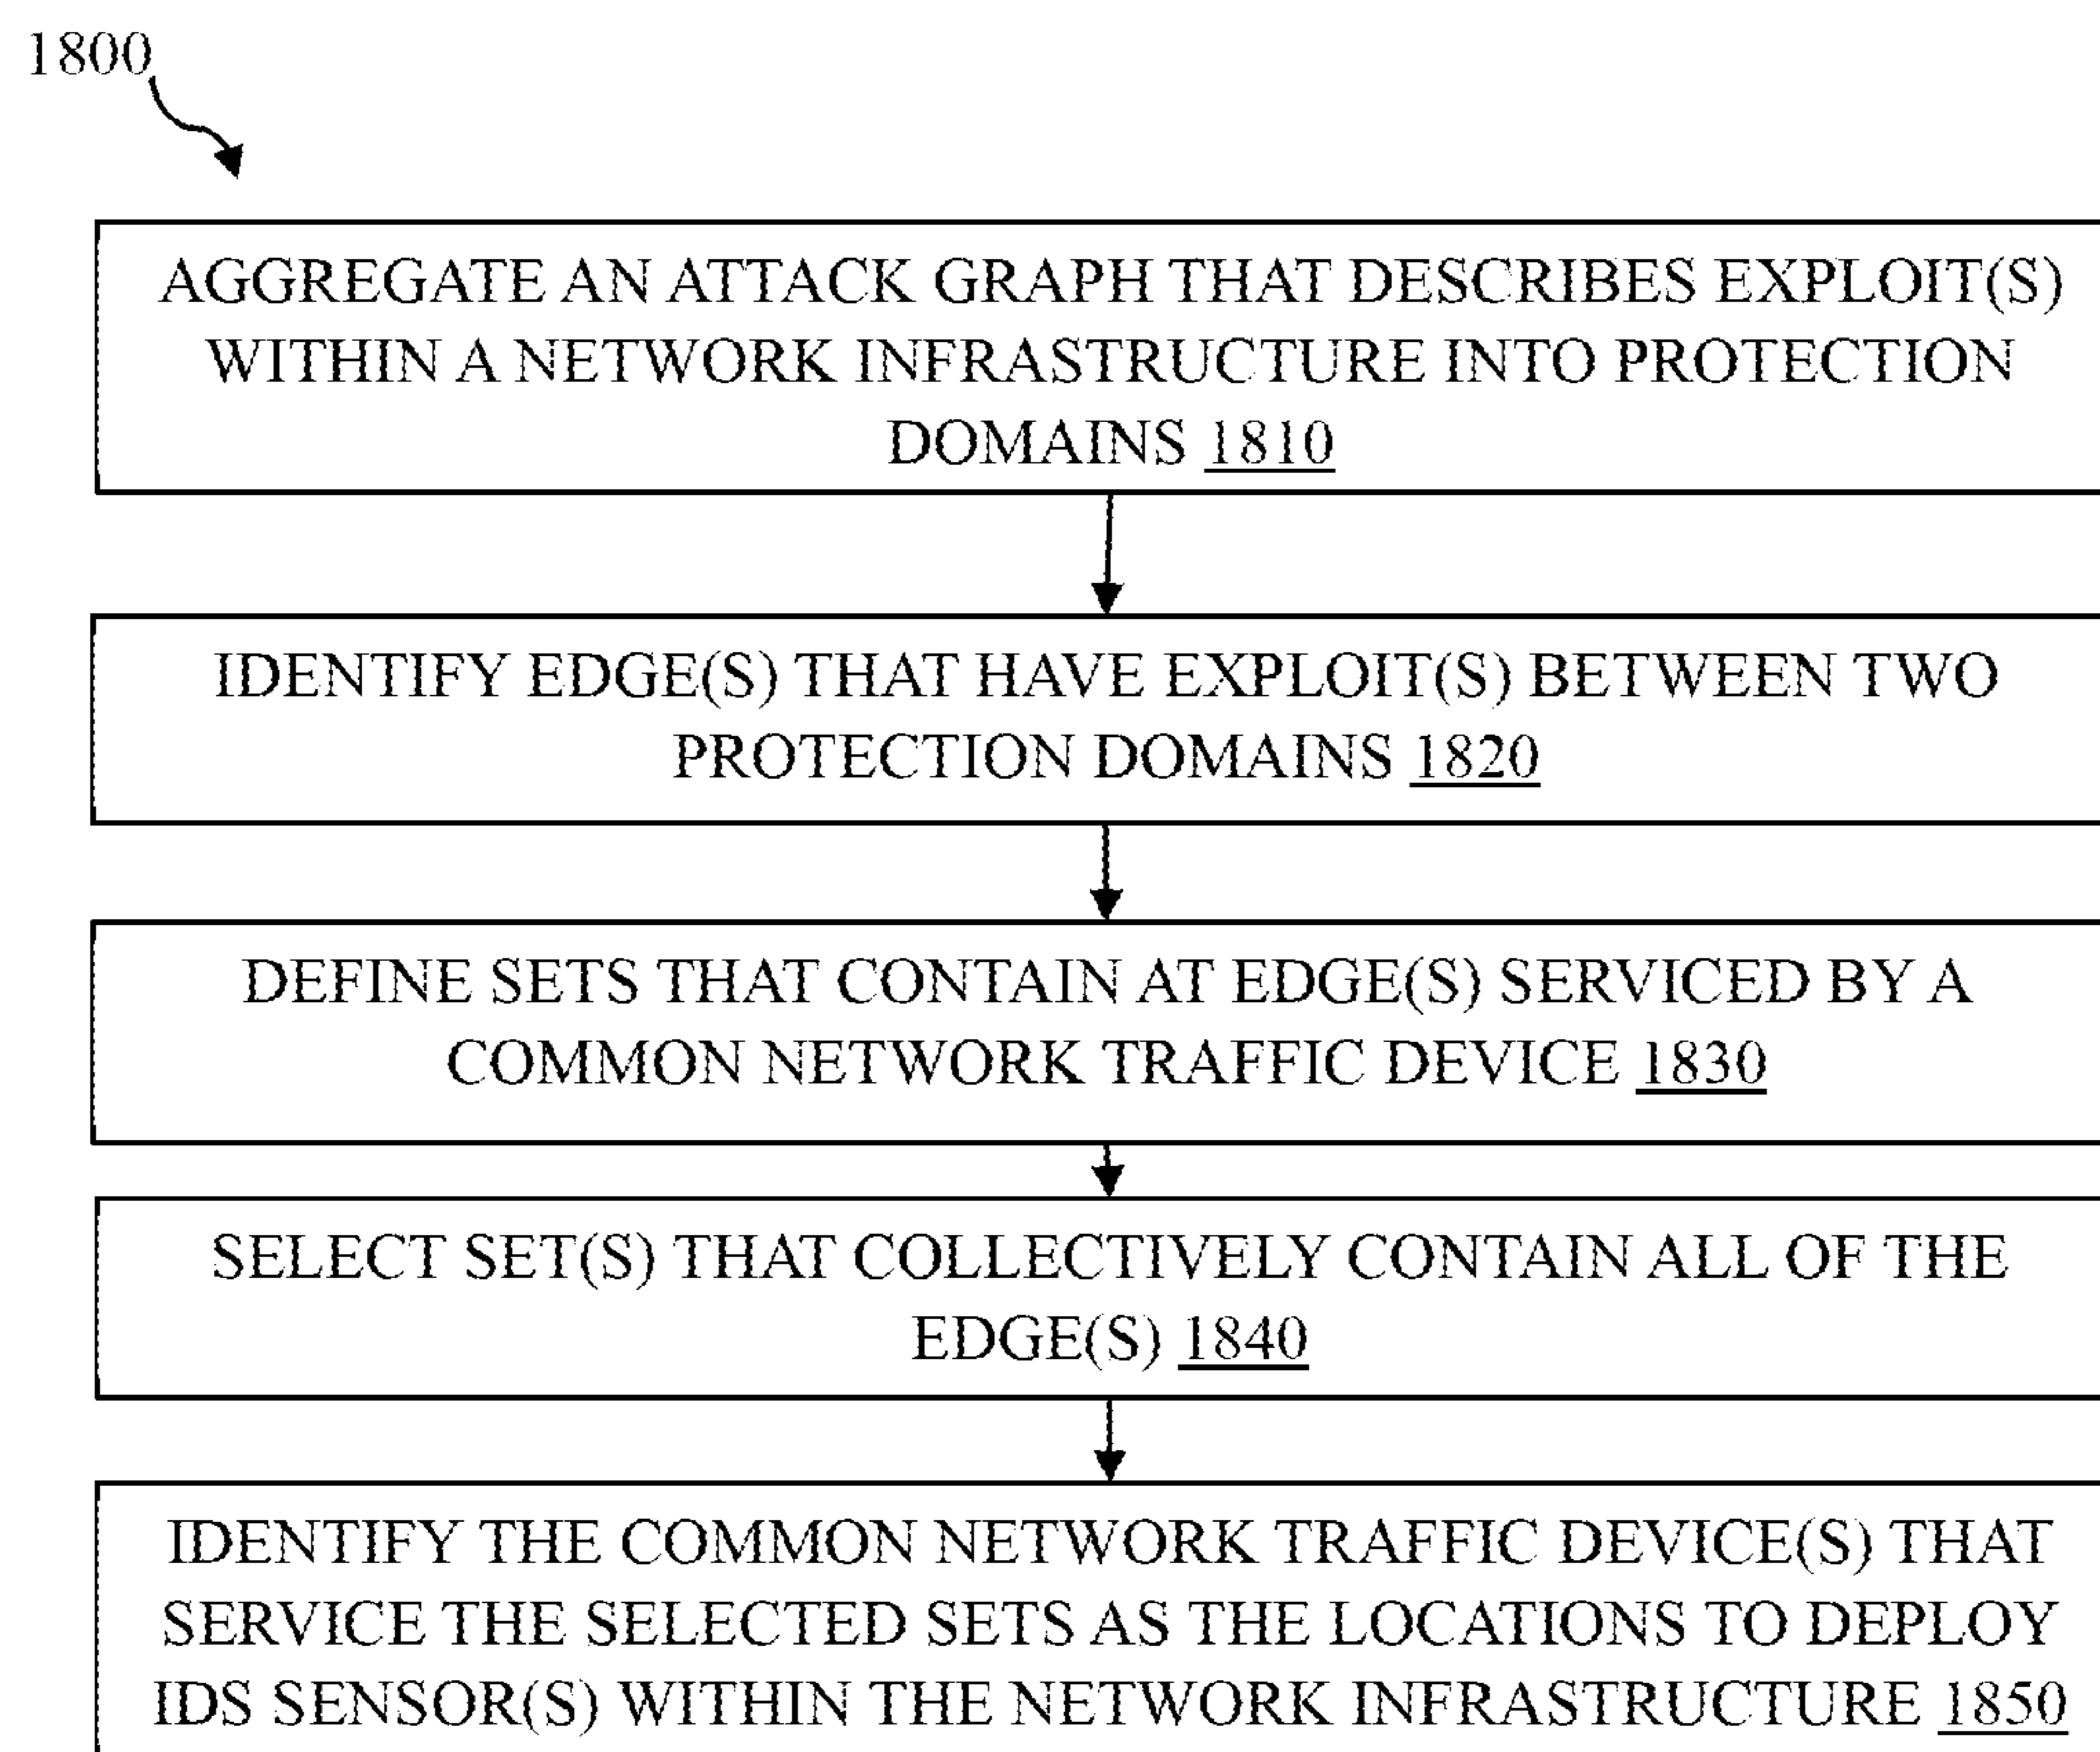 1800
AGGREGATE AN ATTACK GRAPH THAT DESCRIBES EXPLOIT(S)
WITHIN A NETWORK INFRASTRUCTURE INTO PROTECTION
DOMAINS 1810
IDENTIFY EDGE(S) THAT HAVE EXPLOIT(S) BETWEEN TWO
PROTECTION DOMAINS 1820
DEFINE SETS THAT CONTAIN AT EDGE(S) SERVICED BY A
COMMON NETWORK TRAFFIC DEVICE 1830
SELECT SET(S) THAT COLLECTIVELY CONTAIN ALL OF THE
EDGE(S) 1840
IDENTIFY THE COMMON NETWORK TRAFFIC DEVICE(S) THAT
SERVICE THE SELECTED SETS AS THE LOCATIONS TO DEPLOY
IDS SENSOR(S) WITHIN THE NETWORK INFRASTRUCTURE 1850